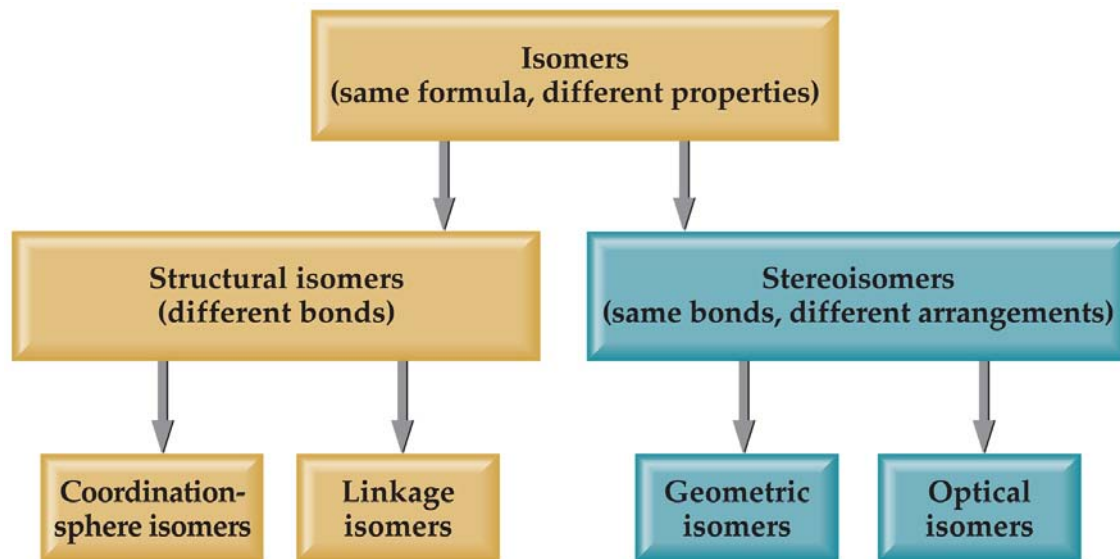 Isomers
(same formula, different properties)
Structural isomers
(different bonds)
Stereoisomers
(same bonds, different arrangements)
Coordination-
sphere isomers
Linkage
isomers
Geometric
isomers
Optical
isomers